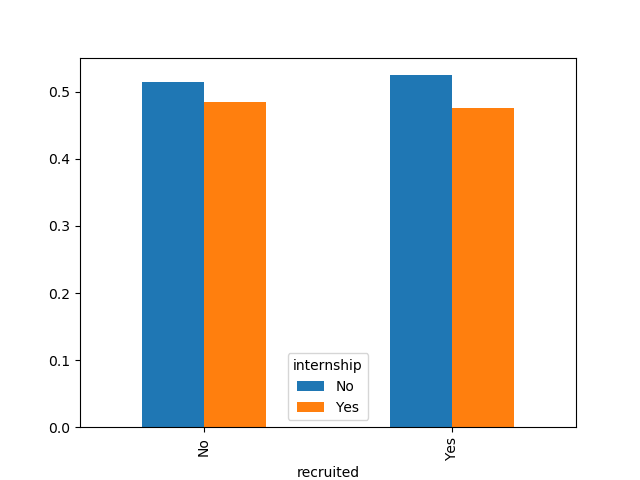 0.5
0.4
0.3
0.2
0.1
0.0
internship
No
Yes
No
Yes
recruited